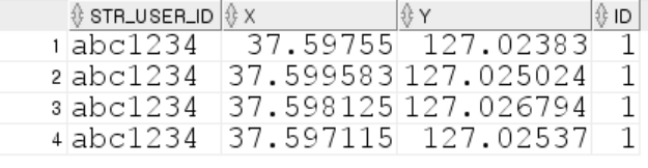 STR_USER_ID X Y ID
1 abc1234 37.59755 127.02383 1
2 abc1234 37.599583 127.025024 1
3 abc1234 37.598125 127.026794 1
4 abc1234 37.597115 127.02537 1